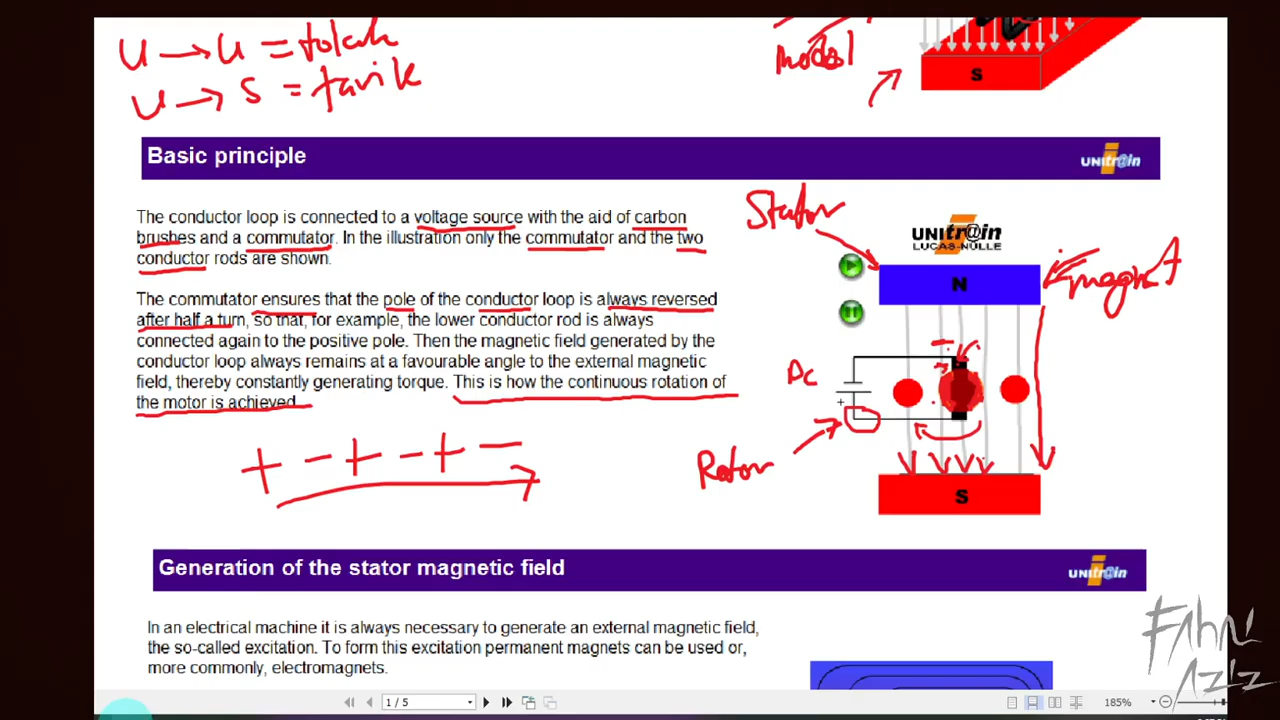 U → U = tolak
U → S = tarik
modal
S
Basic principle
UNITr@in
The conductor loop is connected to a voltage source with the aid of carbon
brushes and a commutator. In the illustration only the commutator and the two
conductor rods are shown.
The commutator ensures that the pole of the conductor loop is always reversed
after half a turn, so that, for example, the lower conductor rod is always
connected again to the positive pole. Then the magnetic field generated by the
conductor loop always remains at a favourable angle to the external magnetic
field, thereby constantly generating torque. This is how the continuous rotation of
the motor is achieved.
+ - + - + -
Stator
UNITr@in
LUCAS-NÜLLE
N
magnet
DC
-
+
Rotor
S
Generation of the stator magnetic field
UNITr@in
In an electrical machine it is always necessary to generate an external magnetic field,
the so-called excitation. To form this excitation permanent magnets can be used or,
more commonly, electromagnets.
FAHMI
AZIZ
1 / 5
185%